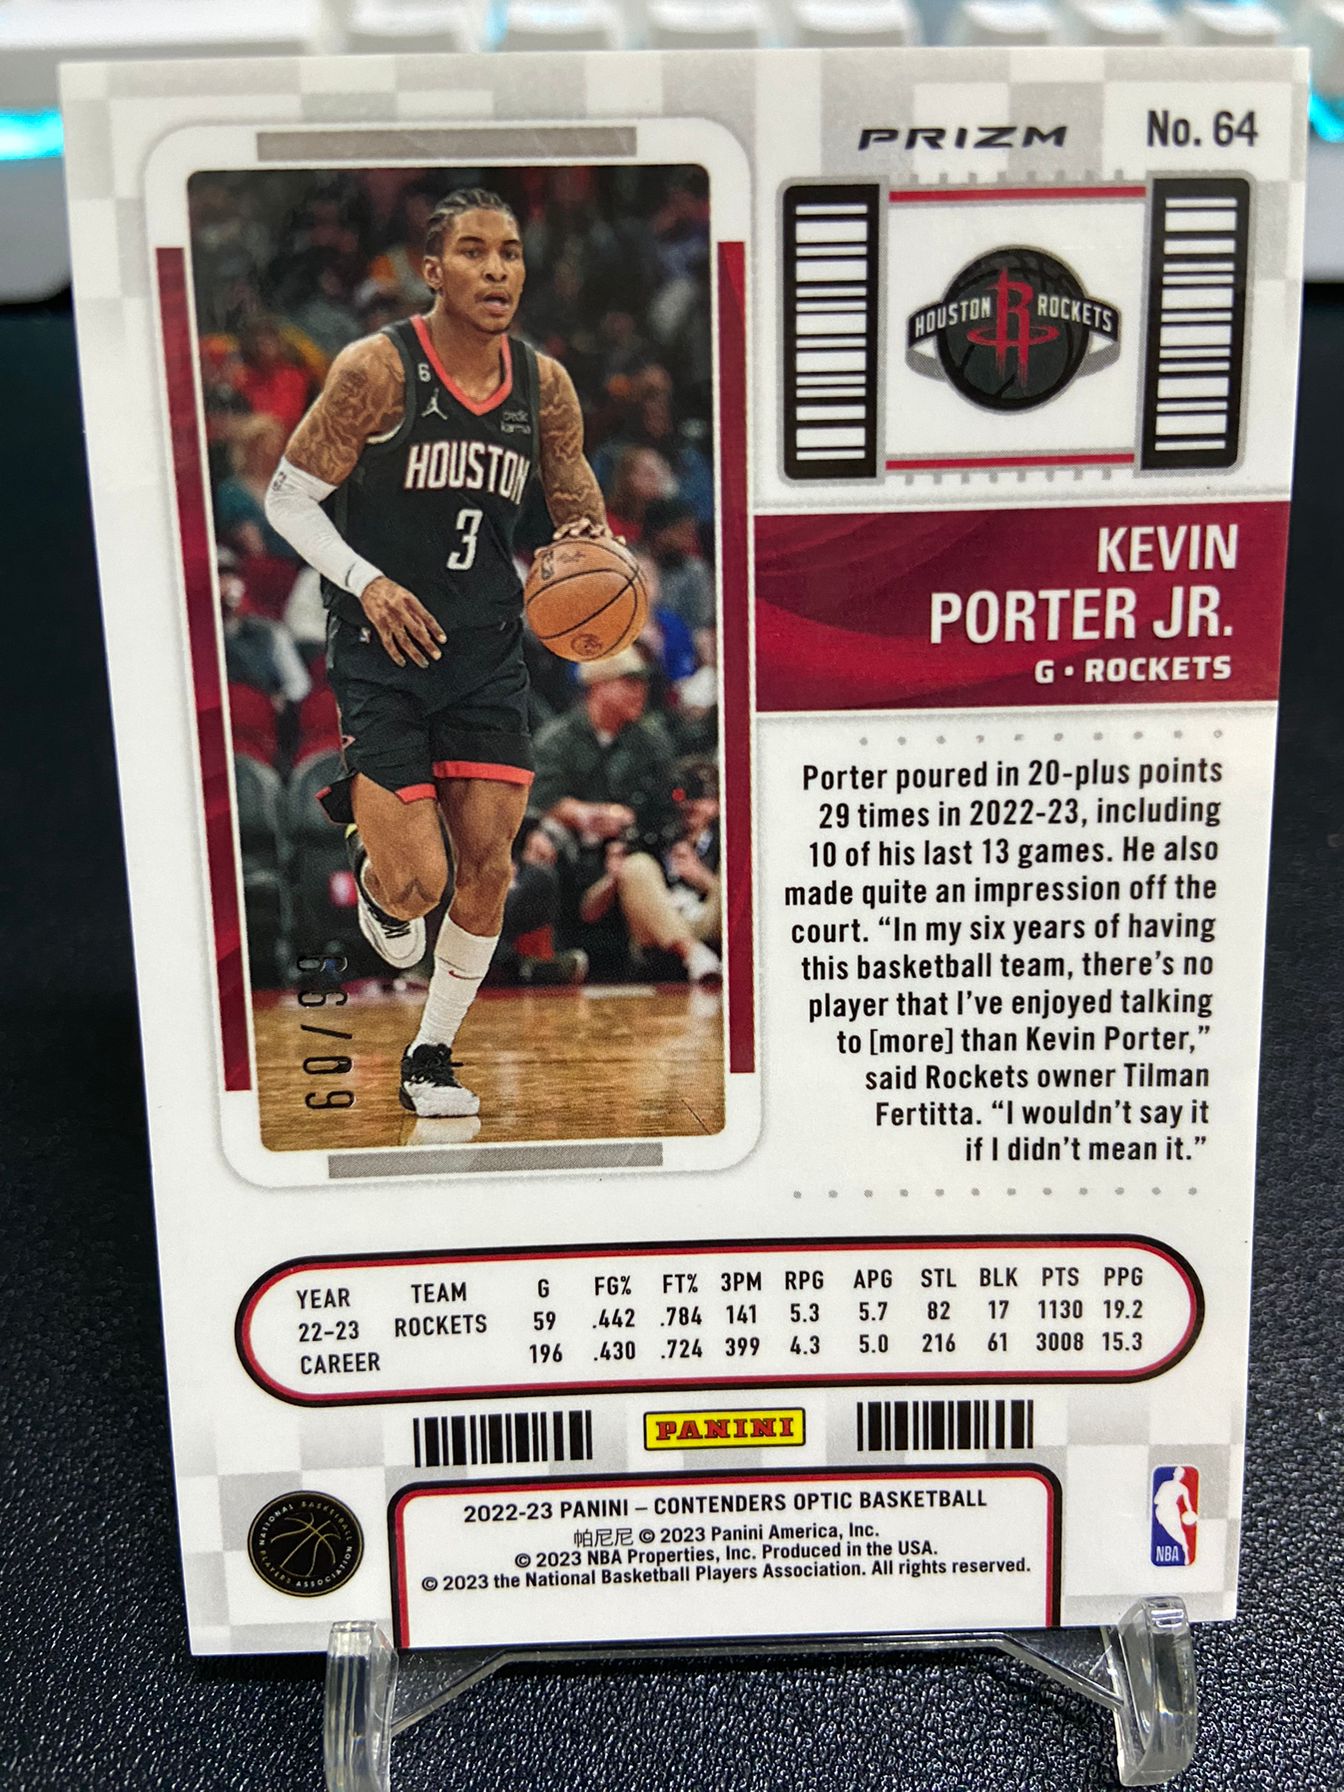 PRIZM No. 64
HOUSTON ROCKETS
KEVIN
PORTER JR.
G • ROCKETS
6
HOUSTON
3
60/99
Porter poured in 20-plus points
29 times in 2022-23, including
10 of his last 13 games. He also
made quite an impression off the
court. “In my six years of having
this basketball team, there’s no
player that I’ve enjoyed talking
to [more] than Kevin Porter,”
said Rockets owner Tilman
Fertitta. “I wouldn’t say it
if I didn’t mean it.”
YEAR TEAM G FG% FT% 3PM RPG APG STL BLK PTS PPG
22-23 ROCKETS 59 .442 .784 141 5.3 5.7 82 17 1130 19.2
CAREER 196 .430 .724 399 4.3 5.0 216 61 3008 15.3
PANINI
2022-23 PANINI – CONTENDERS OPTIC BASKETBALL
帕尼尼 © 2023 Panini America, Inc.
© 2023 NBA Properties, Inc. Produced in the USA.
© 2023 the National Basketball Players Association. All rights reserved.
NATIONAL BASKETBALL PLAYERS ASSOCIATION
NBA